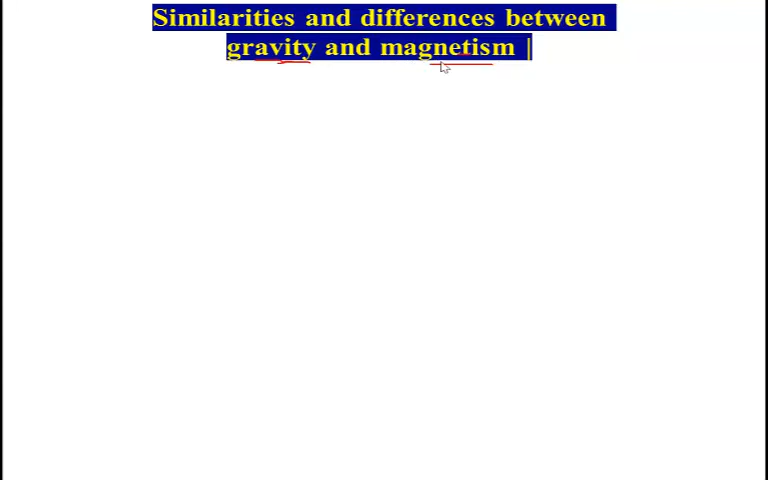 Similarities and differences between
gravity and magnetism |